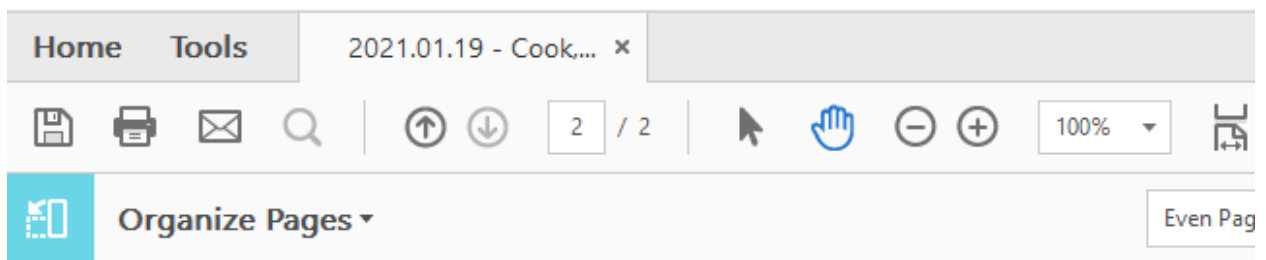 Home Tools 2021.01.19 - Cook,... ×
2 / 2 100%
Organize Pages Even Pag